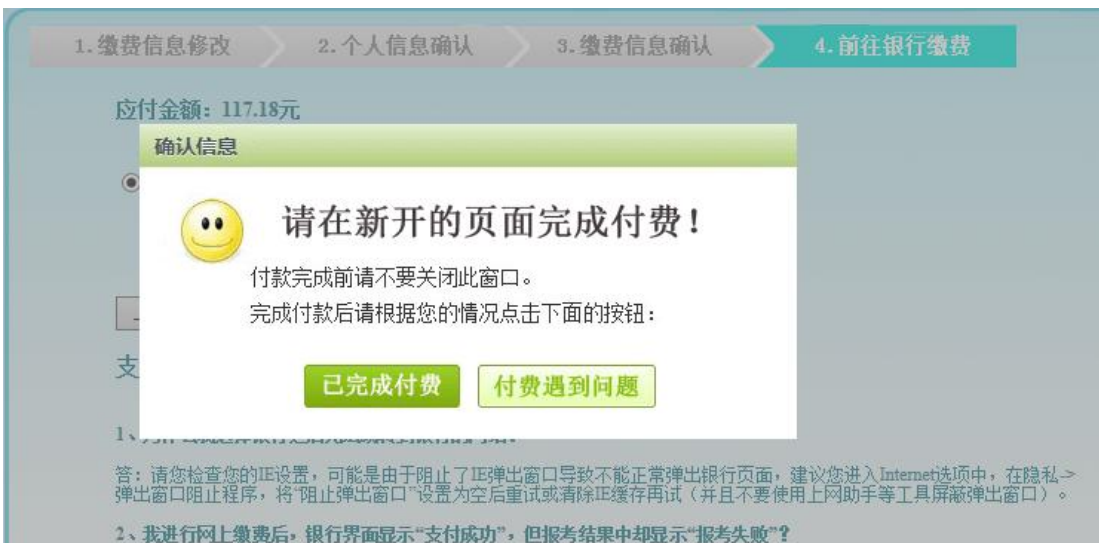 1.缴费信息修改
2.个人信息确认
3.缴费信息确认
4.前往银行缴费
应付金额：117.18元
确认信息
请在新开的页面完成付费！
付款完成前请不要关闭此窗口。
完成付款后请根据您的情况点击下面的按钮：
已完成付费
付费遇到问题
支
1、
答：请您检查您的IE设置，可能是由于阻止了IE弹出窗口导致不能正常弹出银行页面，建议您进入Internet选项中，在隐私->
弹出窗口阻止程序，将“阻止弹出窗口”设置为空后重试或清除IE缓存再试（并且不要使用上网助手等工具屏蔽弹出窗口）。
2、我进行网上缴费后，银行界面显示“支付成功”，但报考结果中却显示“报考失败”？